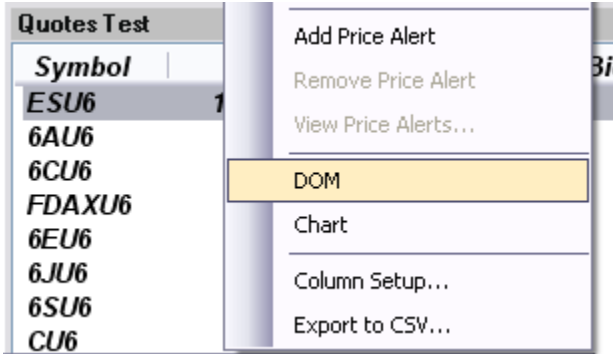 Quotes Test
Symbol
ESU6 1
6AU6
6CU6
FDAXU6
6EU6
6JU6
6SU6
CU6
Add Price Alert
Remove Price Alert
View Price Alerts...
DOM
Chart
Column Setup...
Export to CSV...